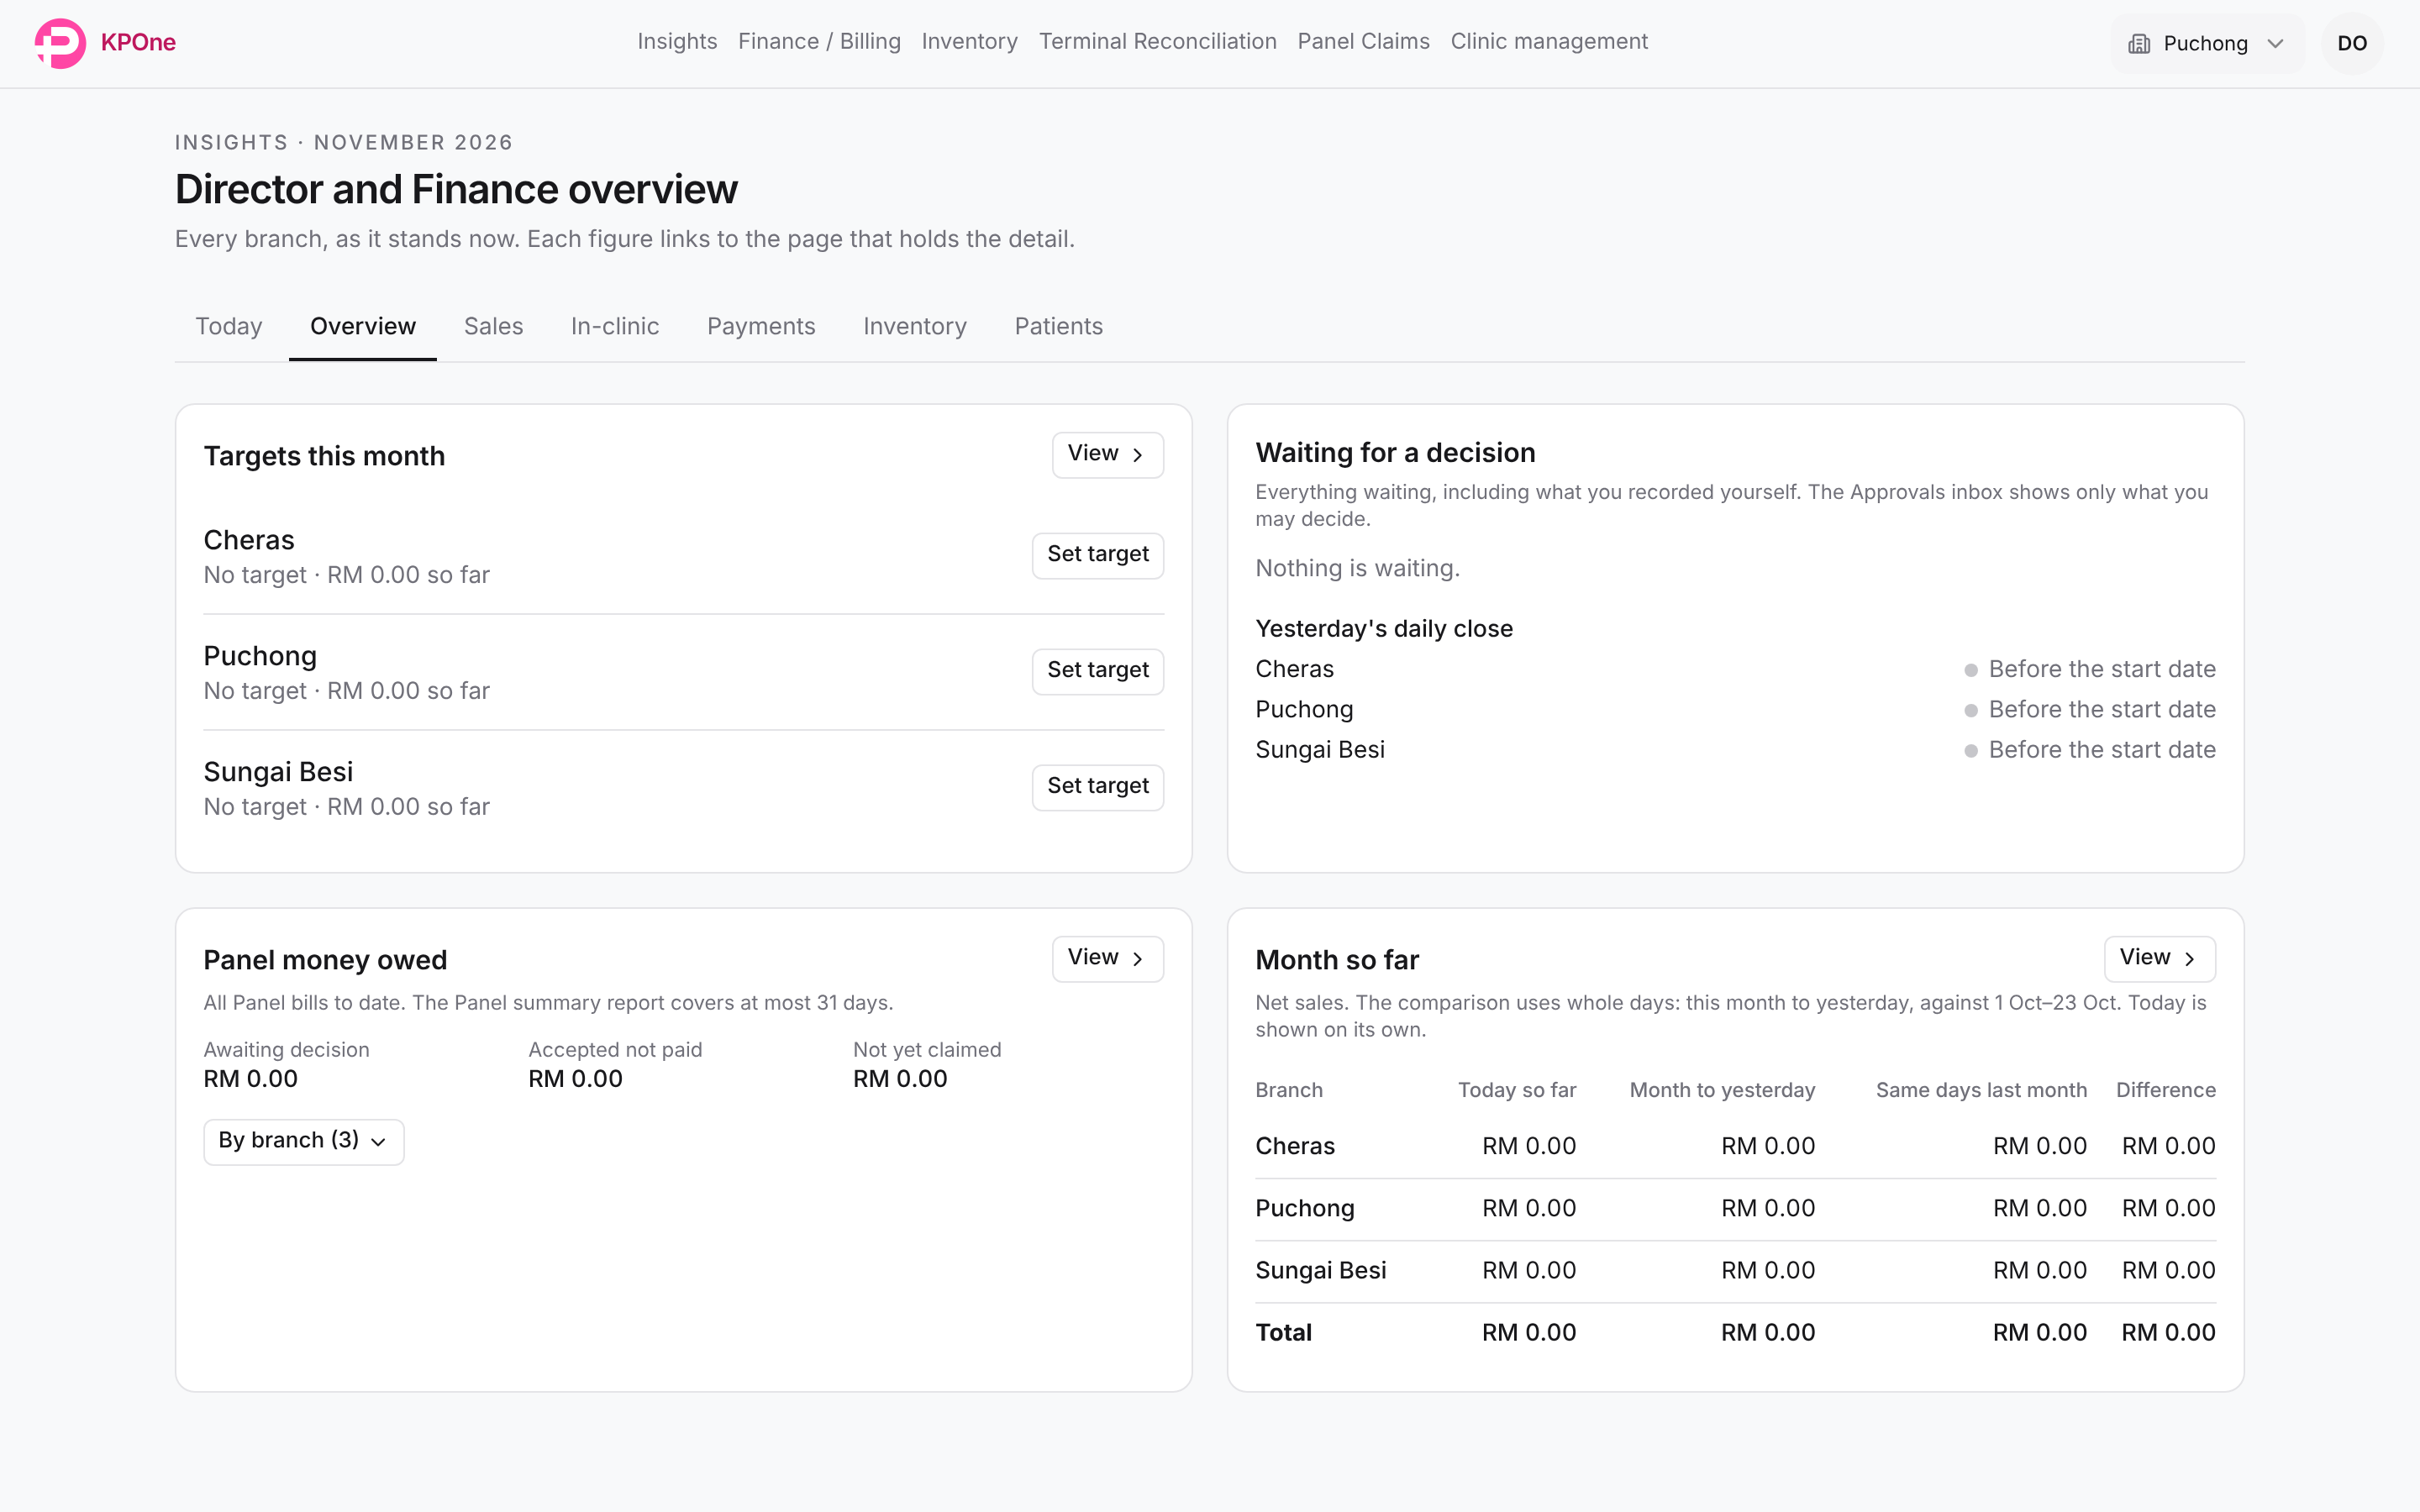 KPOne
Insights Finance / Billing Inventory Terminal Reconciliation Panel Claims Clinic management
Puchong
DO
INSIGHTS · NOVEMBER 2026
Director and Finance overview
Every branch, as it stands now. Each figure links to the page that holds the detail.
Today Overview Sales In-clinic Payments Inventory Patients
Targets this month
View
Cheras
No target · RM 0.00 so far
Set target
Puchong
No target · RM 0.00 so far
Set target
Sungai Besi
No target · RM 0.00 so far
Set target
Waiting for a decision
Everything waiting, including what you recorded yourself. The Approvals inbox shows only what you
may decide.
Nothing is waiting.
Yesterday's daily close
Cheras Before the start date
Puchong Before the start date
Sungai Besi Before the start date
Panel money owed
View
All Panel bills to date. The Panel summary report covers at most 31 days.
Awaiting decision Accepted not paid Not yet claimed
RM 0.00 RM 0.00 RM 0.00
By branch (3)
Month so far
View
Net sales. The comparison uses whole days: this month to yesterday, against 1 Oct–23 Oct. Today is
shown on its own.
Branch Today so far Month to yesterday Same days last month Difference
Cheras RM 0.00 RM 0.00 RM 0.00 RM 0.00
Puchong RM 0.00 RM 0.00 RM 0.00 RM 0.00
Sungai Besi RM 0.00 RM 0.00 RM 0.00 RM 0.00
Total RM 0.00 RM 0.00 RM 0.00 RM 0.00